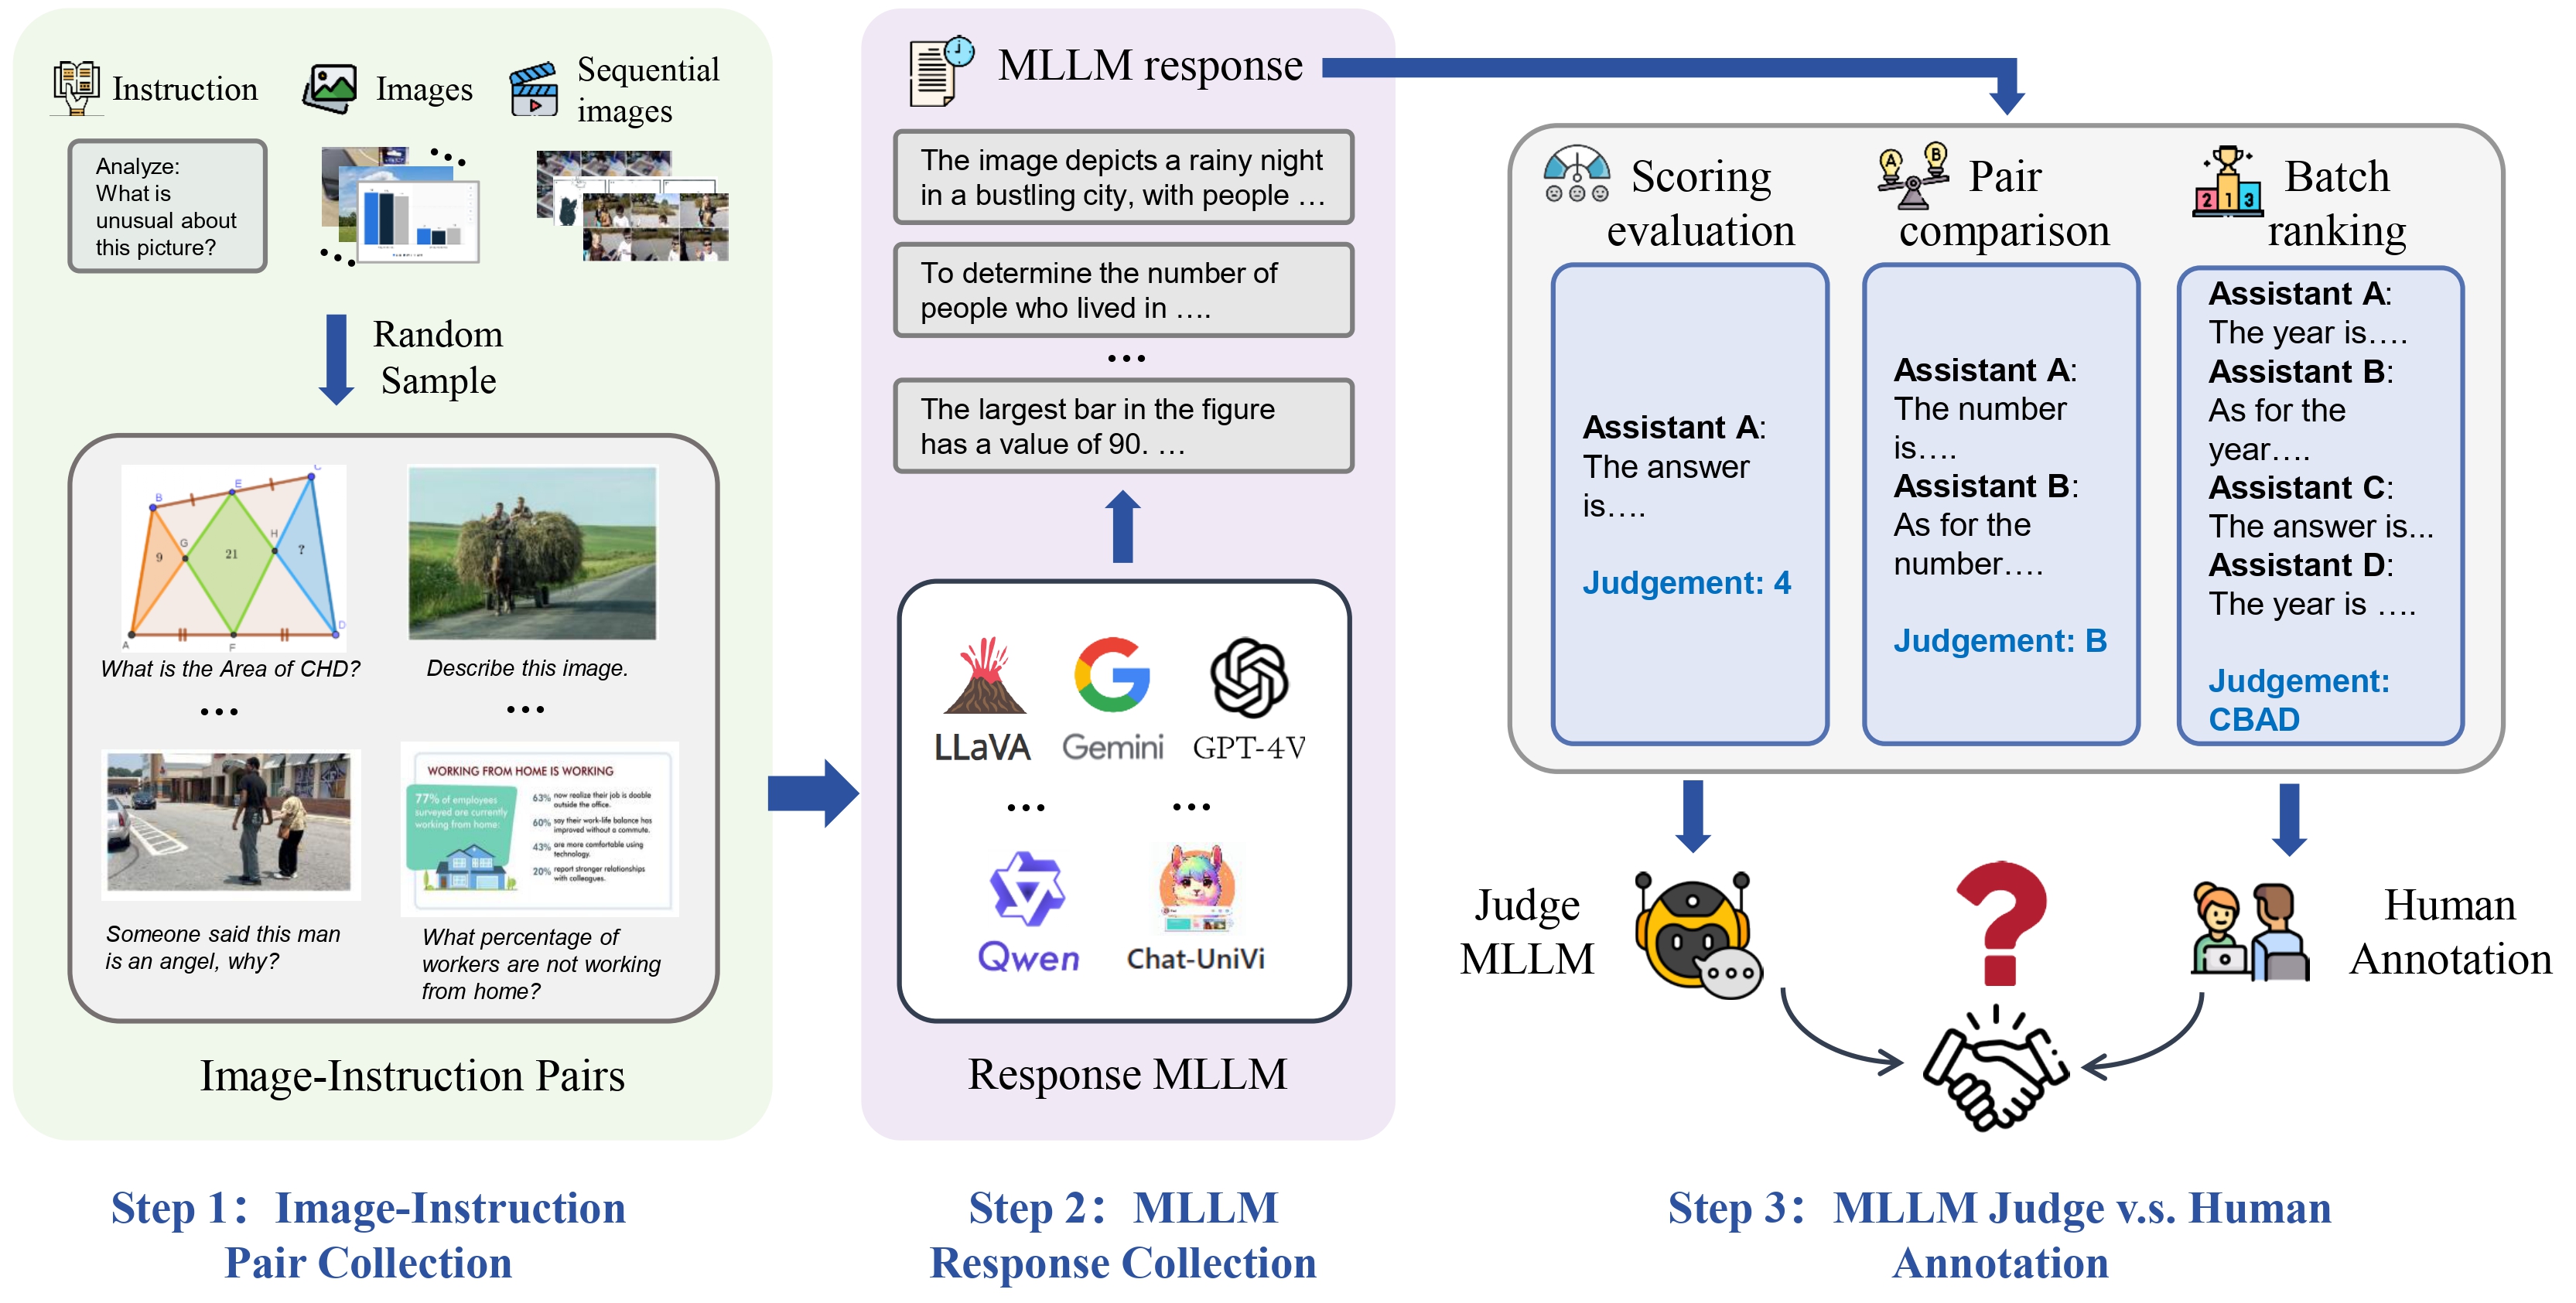 Instruction
Images
Sequential
images
Analyze:
What is
unusual about
this picture?
Random
Sample
B
E
C
G
H
9
21
?
A
F
D
What is the Area of CHD?
Describe this image.
...
...
WORKING FROM HOME IS WORKING
77% of employees
surveyed are currently
working from home:
63% now realize their job is doable
outside the office.
60% say their work-life balance has
improved without a commute.
43% are more comfortable using
technology.
20% report stronger relationships
with colleagues.
Someone said this man
is an angel, why?
What percentage of
workers are not working
from home?
Image-Instruction Pairs
Step 1: Image-Instruction
Pair Collection
MLLM response
The image depicts a rainy night
in a bustling city, with people ...
To determine the number of
people who lived in ....
...
The largest bar in the figure
has a value of 90. ...
LLaVA
Gemini
GPT-4V
...
...
Qwen
Chat-UniVi
Response MLLM
Step 2: MLLM
Response Collection
Scoring
evaluation
Assistant A:
The answer
is....
Judgement: 4
A
B
Pair
comparison
Assistant A:
The number
is....
Assistant B:
As for the
number....
Judgement: B
2 1 3
Batch
ranking
Assistant A:
The year is....
Assistant B:
As for the
year....
Assistant C:
The answer is...
Assistant D:
The year is ....
Judgement:
CBAD
Judge
MLLM
?
Human
Annotation
Step 3: MLLM Judge v.s. Human
Annotation